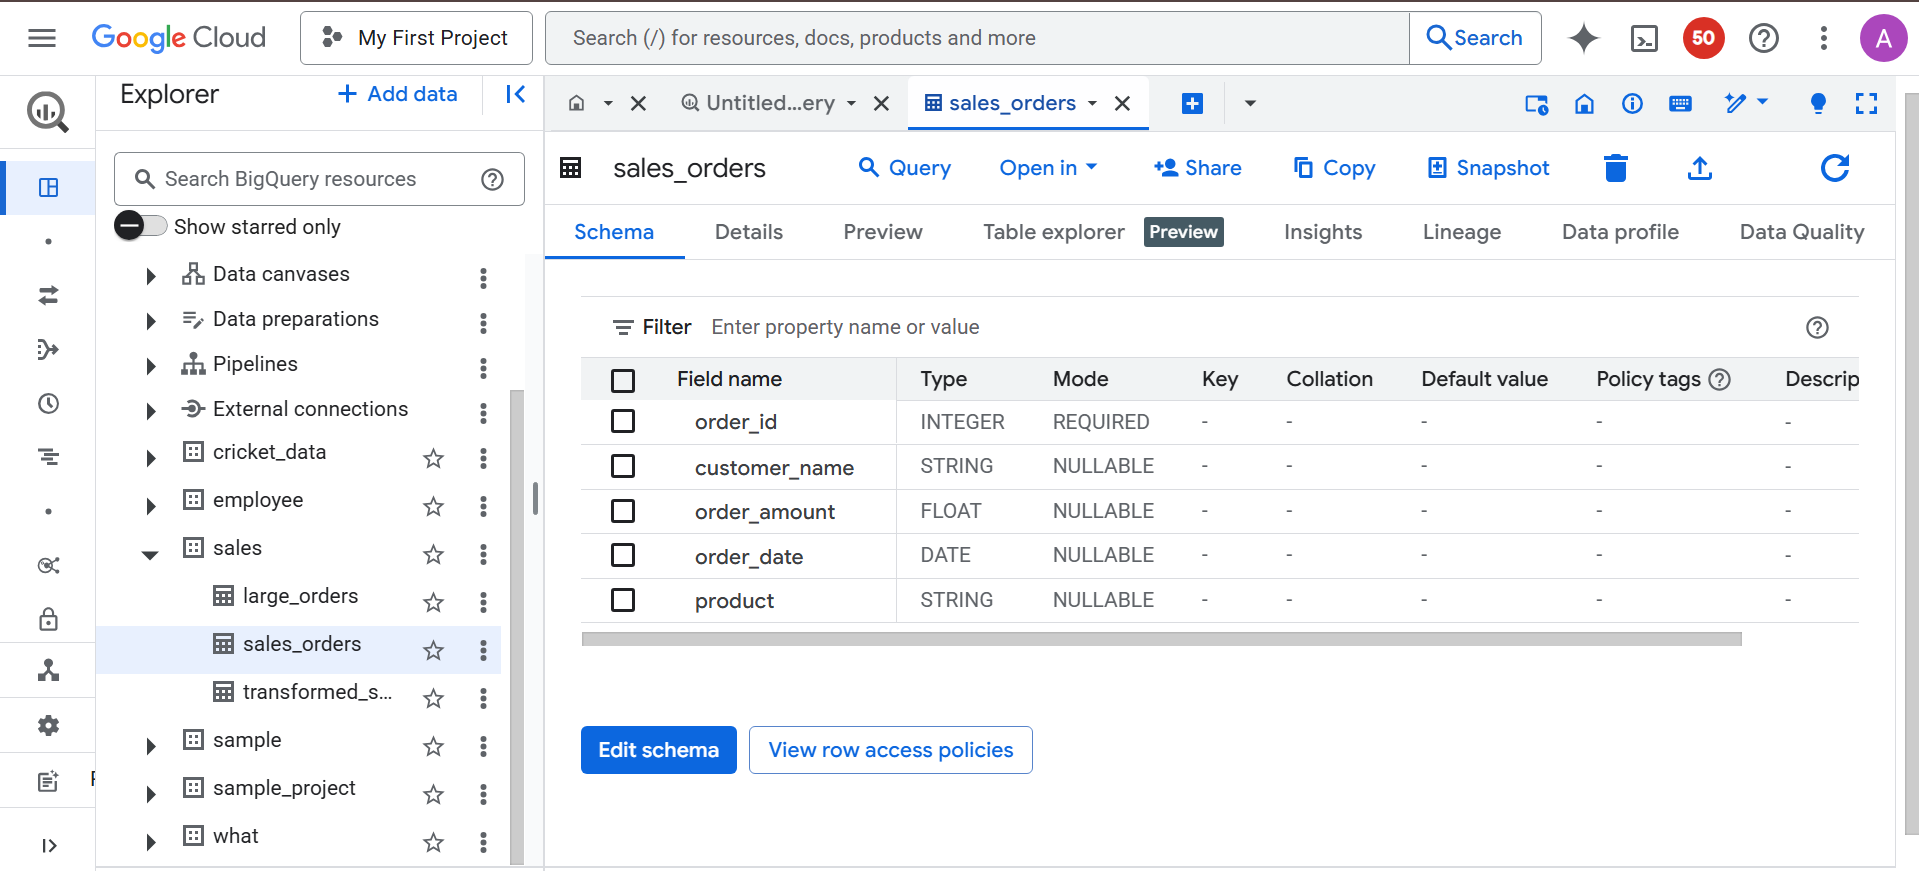 Google Cloud
My First Project
Search (/) for resources, docs, products and more
Search
50
A
Explorer
+ Add data
Search BigQuery resources
Show starred only
Data canvases
Data preparations
Pipelines
External connections
cricket_data
employee
sales
large_orders
sales_orders
transformed_s...
sample
sample_project
what
Untitled...ery
sales_orders
sales_orders
Query
Open in
Share
Copy
Snapshot
Schema
Details
Preview
Table explorer
Preview
Insights
Lineage
Data profile
Data Quality
Filter Enter property name or value
Field name Type Mode Key Collation Default value Policy tags Descrip
order_id INTEGER REQUIRED - - - - -
customer_name STRING NULLABLE - - - - -
order_amount FLOAT NULLABLE - - - - -
order_date DATE NULLABLE - - - - -
product STRING NULLABLE - - - - -
Edit schema
View row access policies